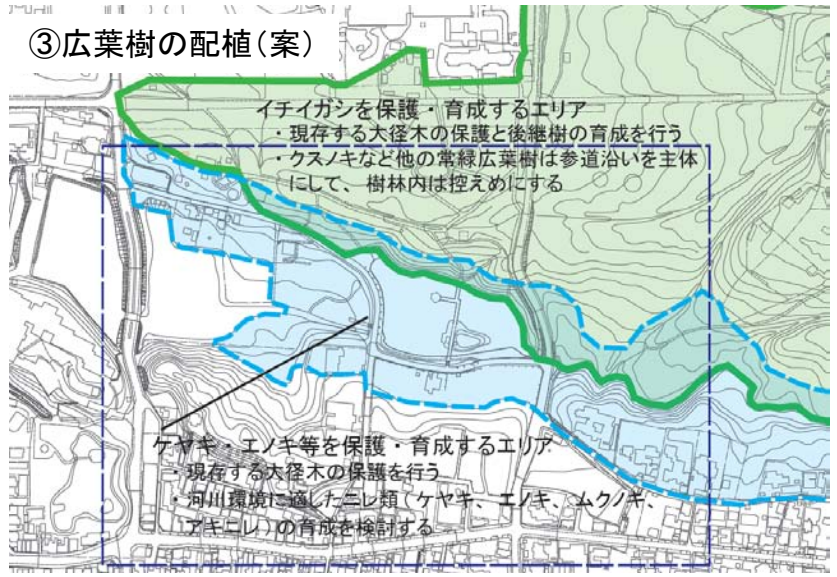 ③広葉樹の配植(案)
イチイガシを保護・育成するエリア
・現存する大径木の保護と後継樹の育成を行う
・クスノキなど他の常緑広葉樹は参道沿いを主体
にして、樹林内は控えめにする
ケヤキ・エノキ等を保護・育成するエリア
・現存する大径木の保護を行う
・河川環境に適したニレ類(ケヤキ、エノキ、ムクノキ、
アキニレ)の育成を検討する